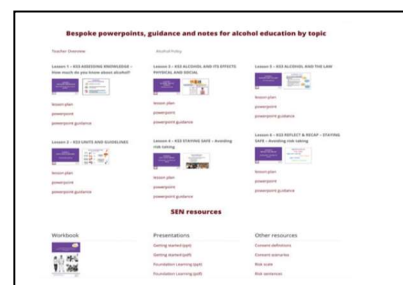 Bespoke powerpoints, guidance and notes for alcohol education by topic
Teacher Overview
Alcohol Policy
Lesson 1 – KS3 ASSESSING KNOWLEDGE – How much do you know about alcohol?
lesson plan
powerpoint
powerpoint guidance
Lesson 3 – KS3 ALCOHOL AND ITS EFFECTS PHYSICAL AND SOCIAL
lesson plan
powerpoint
powerpoint guidance
Lesson 5 – KS3 ALCOHOL AND THE LAW
lesson plan
powerpoint
powerpoint guidance
Lesson 2 – KS3 UNITS AND GUIDELINES
lesson plan
powerpoint
powerpoint guidance
Lesson 4 – KS3 STAYING SAFE – Avoiding risk taking
lesson plan
powerpoint
powerpoint guidance
Lesson 6 – KS3 REFLECT & RECAP – STAYING SAFE – Avoiding risk taking
lesson plan
powerpoint
powerpoint guidance
SEN resources
Workbook
Presentations
Getting started (ppt)
Getting started (pdf)
Foundation Learning (ppt)
Foundation Learning (pdf)
Other resources
Consent definitions
Consent scenarios
Risk scale
Risk sentences